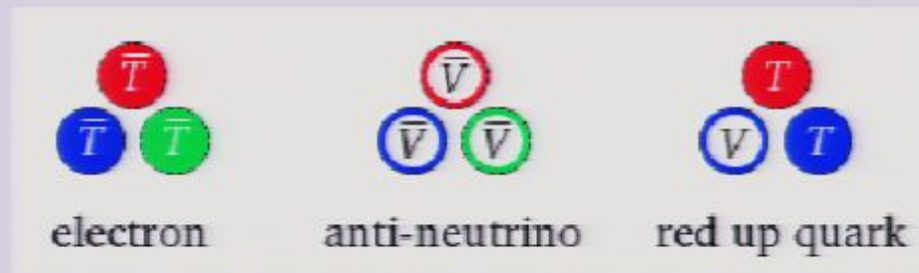 T̅ V̅ T
T̅ T̅ V̅ V̅ V T
electron anti-neutrino red up quark